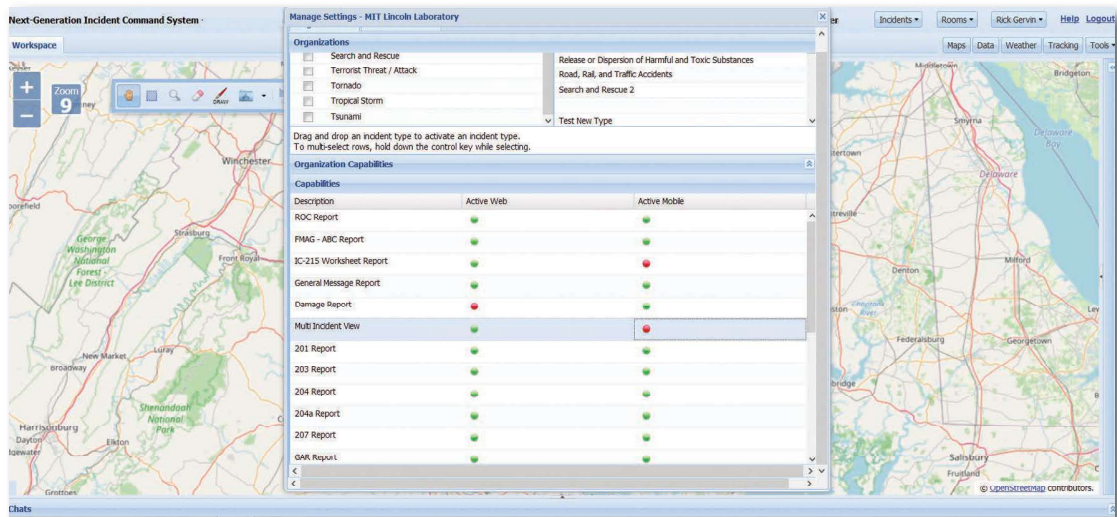 Next-Generation Incident Command System -
Manage Settings - MIT Lincoln Laboratory
Incidents
Rooms
Rick Gervin
Help
Logout
Workspace
Maps
Data
Weather
Tracking
Tools
Organizations
Search and Rescue
Terrorist Threat / Attack
Tornado
Tropical Storm
Tsunami
Release or Dispersion of Harmful and Toxic Substances
Road, Rail, and Traffic Accidents
Search and Rescue 2
Test New Type
Drag and drop an incident type to activate an incident type.
To multi-select rows, hold down the control key while selecting.
Organization Capabilities
Capabilities
Description Active Web Active Mobile
ROC Report
FMAG - ABC Report
IC-215 Worksheet Report
General Message Report
Damage Report
Multi Incident View
201 Report
203 Report
204 Report
204a Report
207 Report
GAR Report
+
Zoom
9
−
DRAW
Winchester
Strasburg
George
Washington
National
Forest -
Lee District
Front Royal
New Market
Luray
Broadway
Shenandoah
National
Park
Harrisonburg
Dayton
Elkton
Grottoes
Middletown
Bridgeton
Smyrna
Delaware
Bay
Delaware
Milford
Denton
Federalsburg
Georgetown
Salisbury
Fruitland
© OpenStreetMap contributors.
Chats